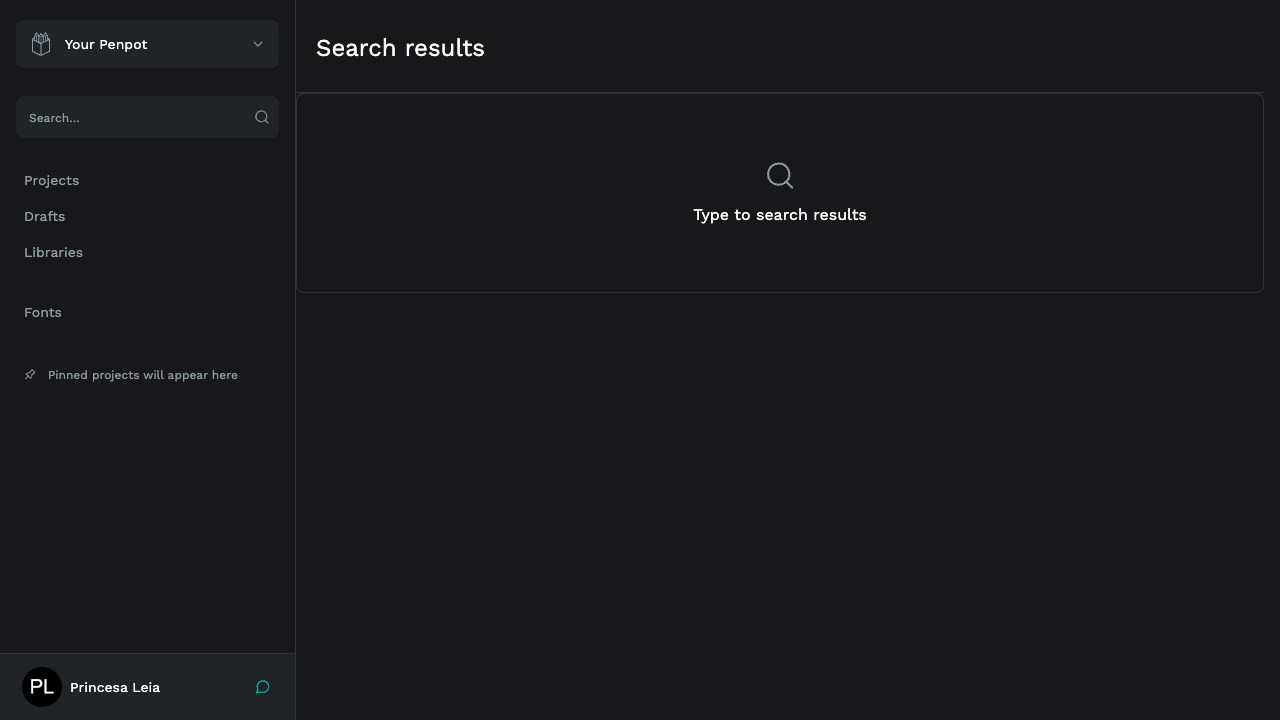 Your Penpot
Search...
Projects
Drafts
Libraries
Fonts
Pinned projects will appear here
PL
Princesa Leia
Search results
Type to search results